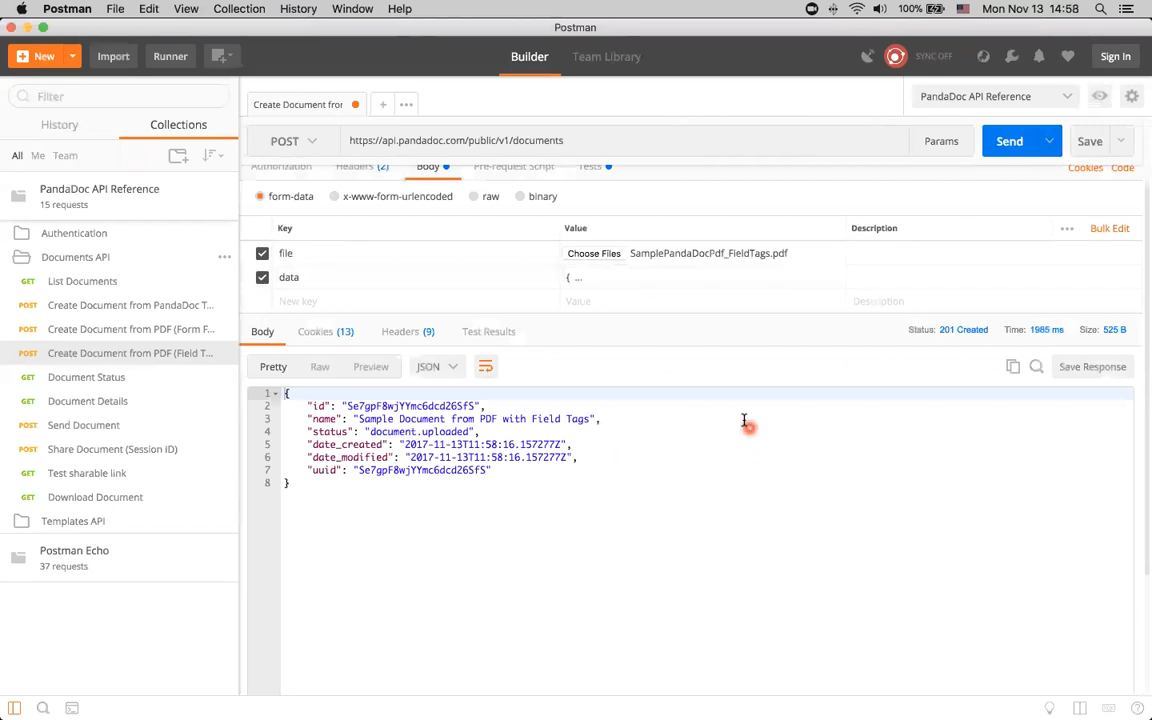 Postman File Edit View Collection History Window Help 100% Mon Nov 13 14:58
Postman
New Import Runner Builder Team Library SYNC OFF Sign In
Filter
History Collections
All Me Team
PandaDoc API Reference
15 requests
Authentication
Documents API
GET List Documents
POST Create Document from PandaDoc T...
POST Create Document from PDF (Form F...
POST Create Document from PDF (Field T...
GET Document Status
GET Document Details
POST Send Document
POST Share Document (Session ID)
GET Test sharable link
GET Download Document
Templates API
Postman Echo
37 requests
Create Document fror
PandaDoc API Reference
POST https://api.pandadoc.com/public/v1/documents Params Send Save
Authorization Headers (2) Body Pre-request Script Tests Cookies Code
form-data x-www-form-urlencoded raw binary
Key Value Description Bulk Edit
file Choose Files SamplePandaDocPdf_FieldTags.pdf
data { ...
New key Value Description
Body Cookies (13) Headers (9) Test Results Status: 201 Created Time: 1985 ms Size: 525 B
Pretty Raw Preview JSON Save Response
1 {
2 "id": "Se7gpF8wjYYmc6dcd26SfS",
3 "name": "Sample Document from PDF with Field Tags",
4 "status": "document.uploaded",
5 "date_created": "2017-11-13T11:58:16.157277Z",
6 "date_modified": "2017-11-13T11:58:16.157277Z",
7 "uuid": "Se7gpF8wjYYmc6dcd26SfS"
8 }